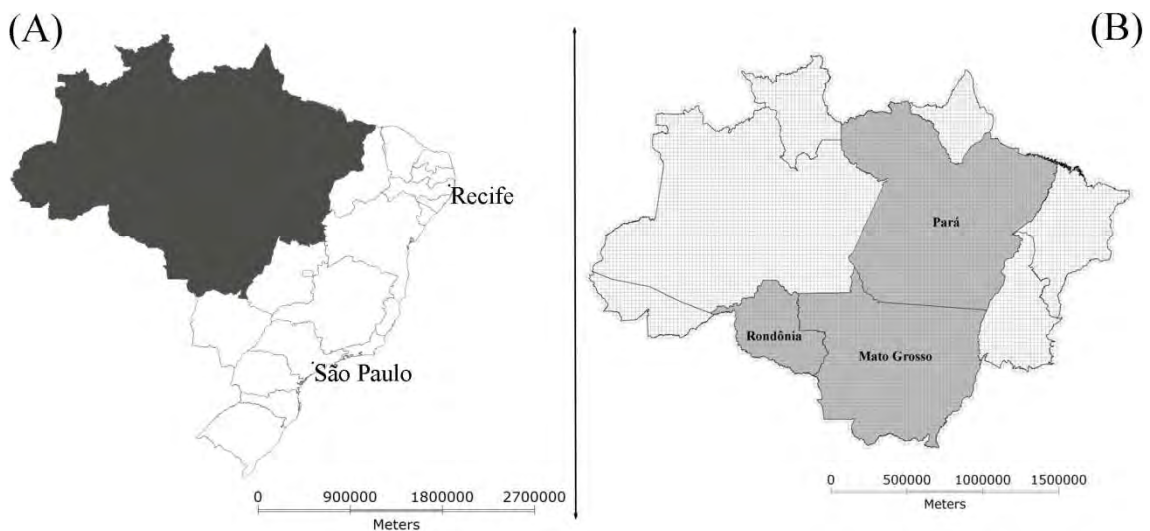 (A)
Recife
São Paulo
0 900000 1800000 2700000
Meters
(B)
Pará
Rondônia
Mato Grosso
0 500000 1000000 1500000
Meters